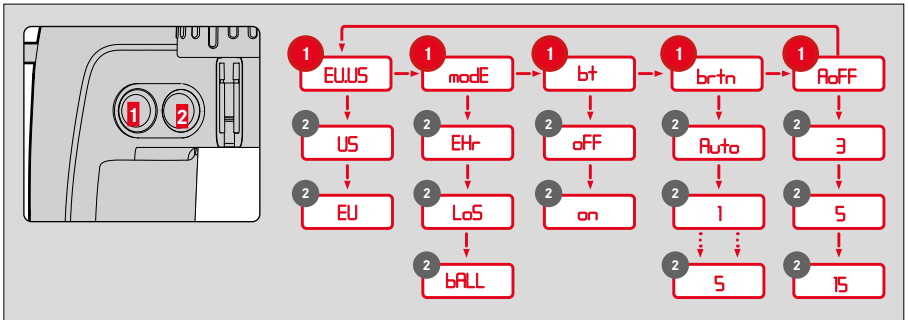 1 2
1 1 1 1 1
EU.US modE bt brtn AoFF
2 2 2 2 2
US EHr oFF Auto 3
2 2 2 2 2
EU LoS on 1 5
2 2 2
bALL 5 15